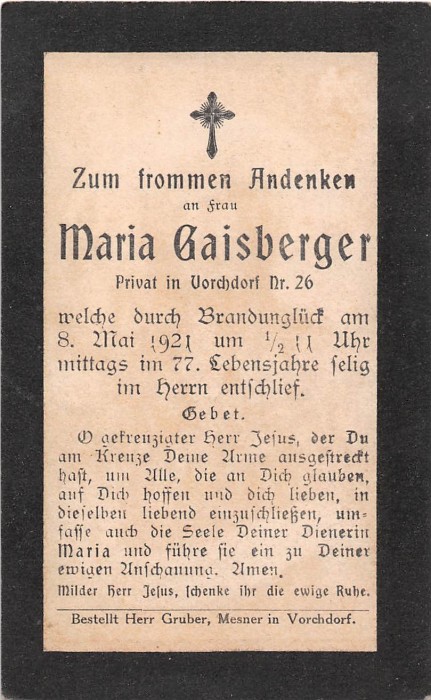 Zum frommen Andenken
an Frau
Maria Gaisberger
Privat in Vorchdorf Nr. 26
welche durch Brandunglück am
8. Mai 1921 um 1/2 11 Uhr
mittags im 77. Lebensjahre selig
im Herrn entschlief.
Gebet.
O gekreuzigter Herr Jesus, der Du
am Kreuze Deine Arme ausgestreckt
hast, um Alle, die an Dich glauben,
auf Dich hoffen und dich lieben, in
dieselben liebend einzuschließen, um-
fasse auch die Seele Deiner Dienerin
Maria und führe sie ein zu Deiner
ewigen Anschauung. Amen.
Milder Herr Jesus, schenke ihr die ewige Ruhe.
Bestellt Herr Gruber, Mesner in Vorchdorf.